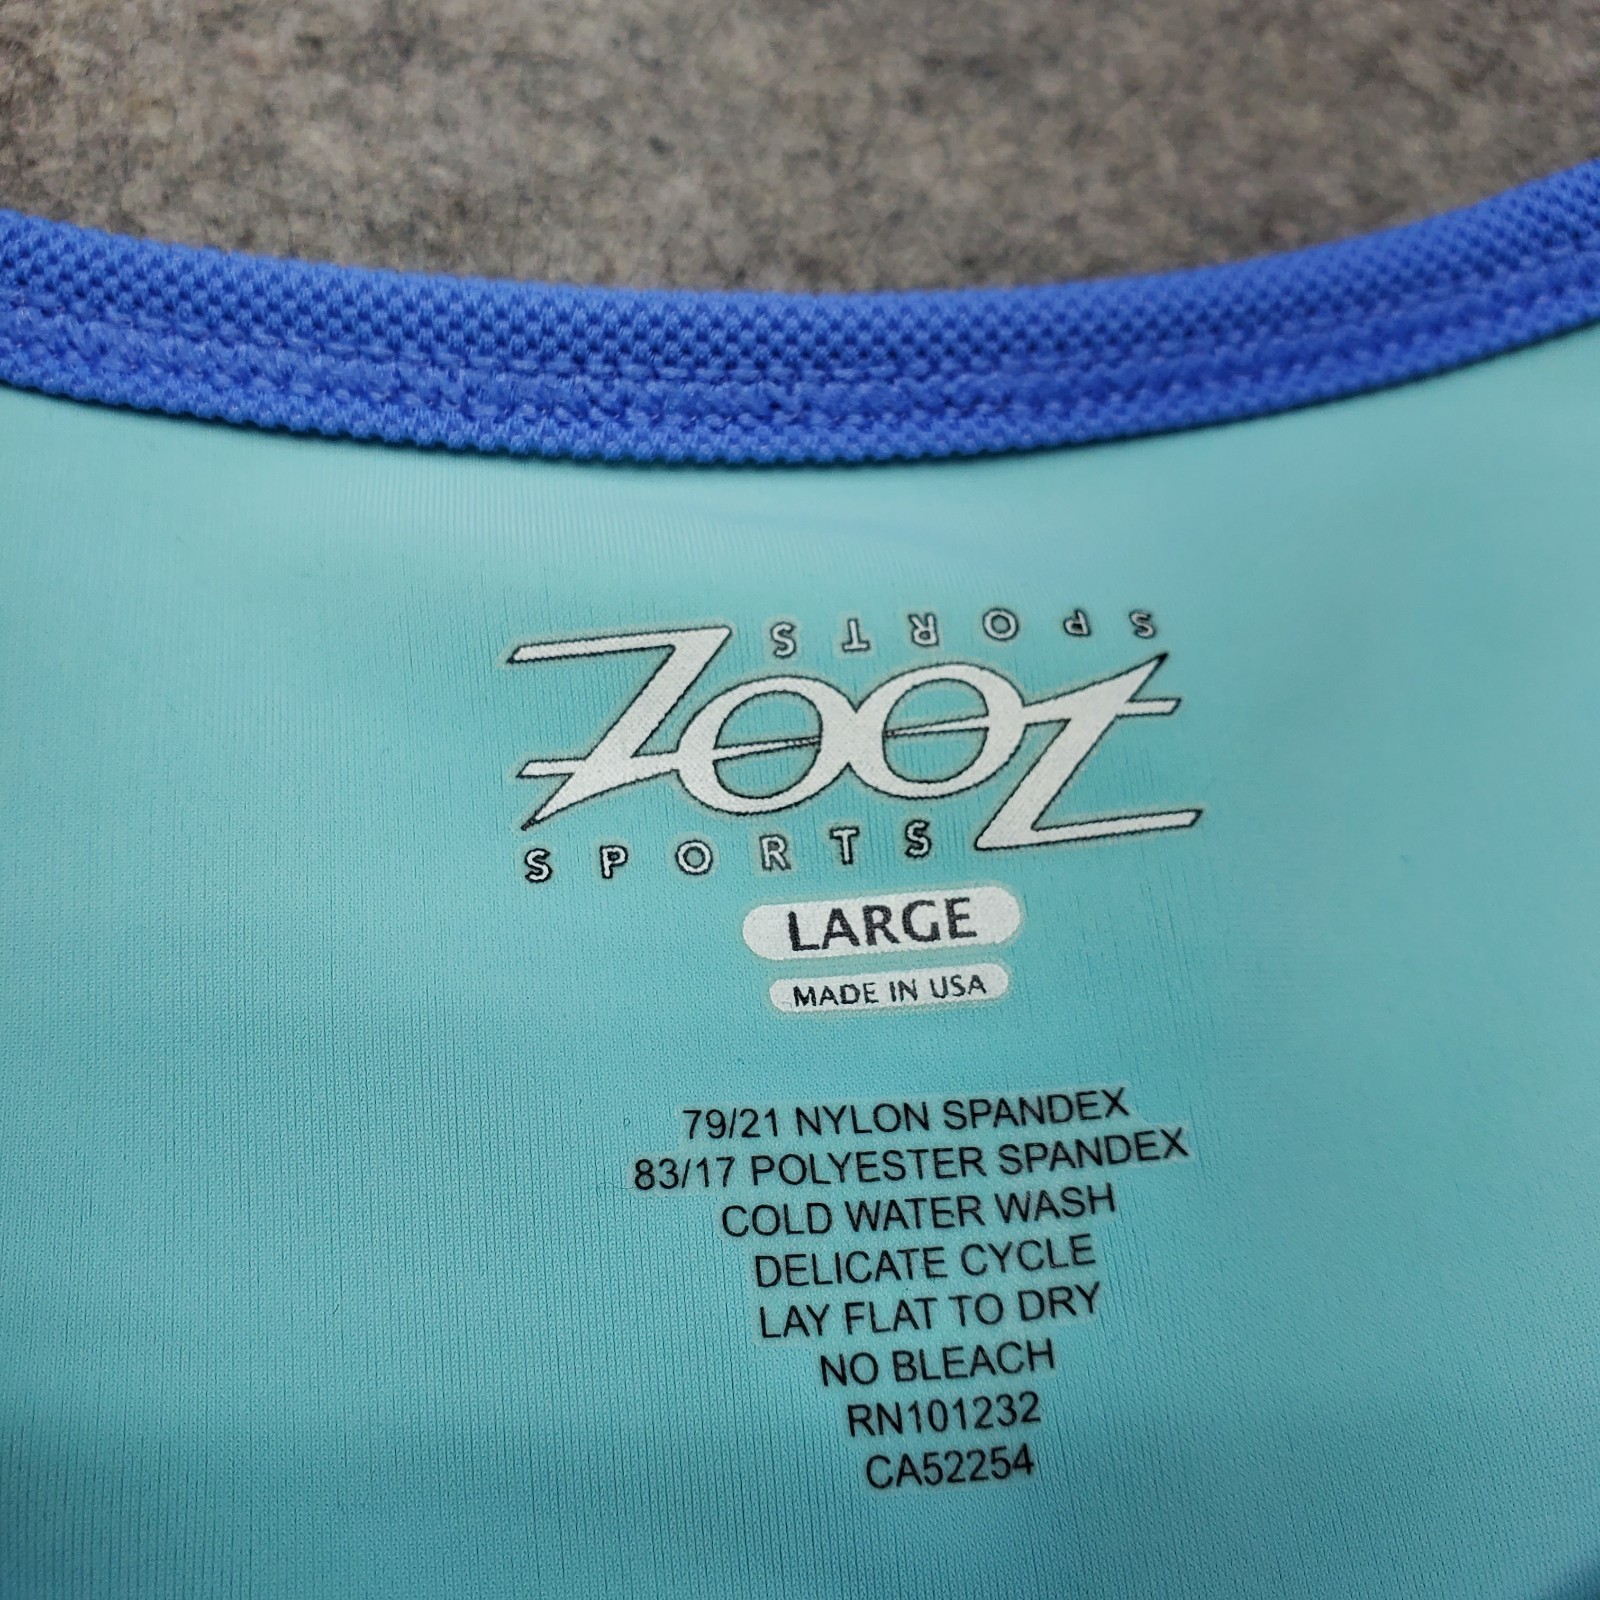 SPORTS
ZOOZ
SPORTS
LARGE
MADE IN USA
79/21 NYLON SPANDEX
83/17 POLYESTER SPANDEX
COLD WATER WASH
DELICATE CYCLE
LAY FLAT TO DRY
NO BLEACH
RN101232
CA52254